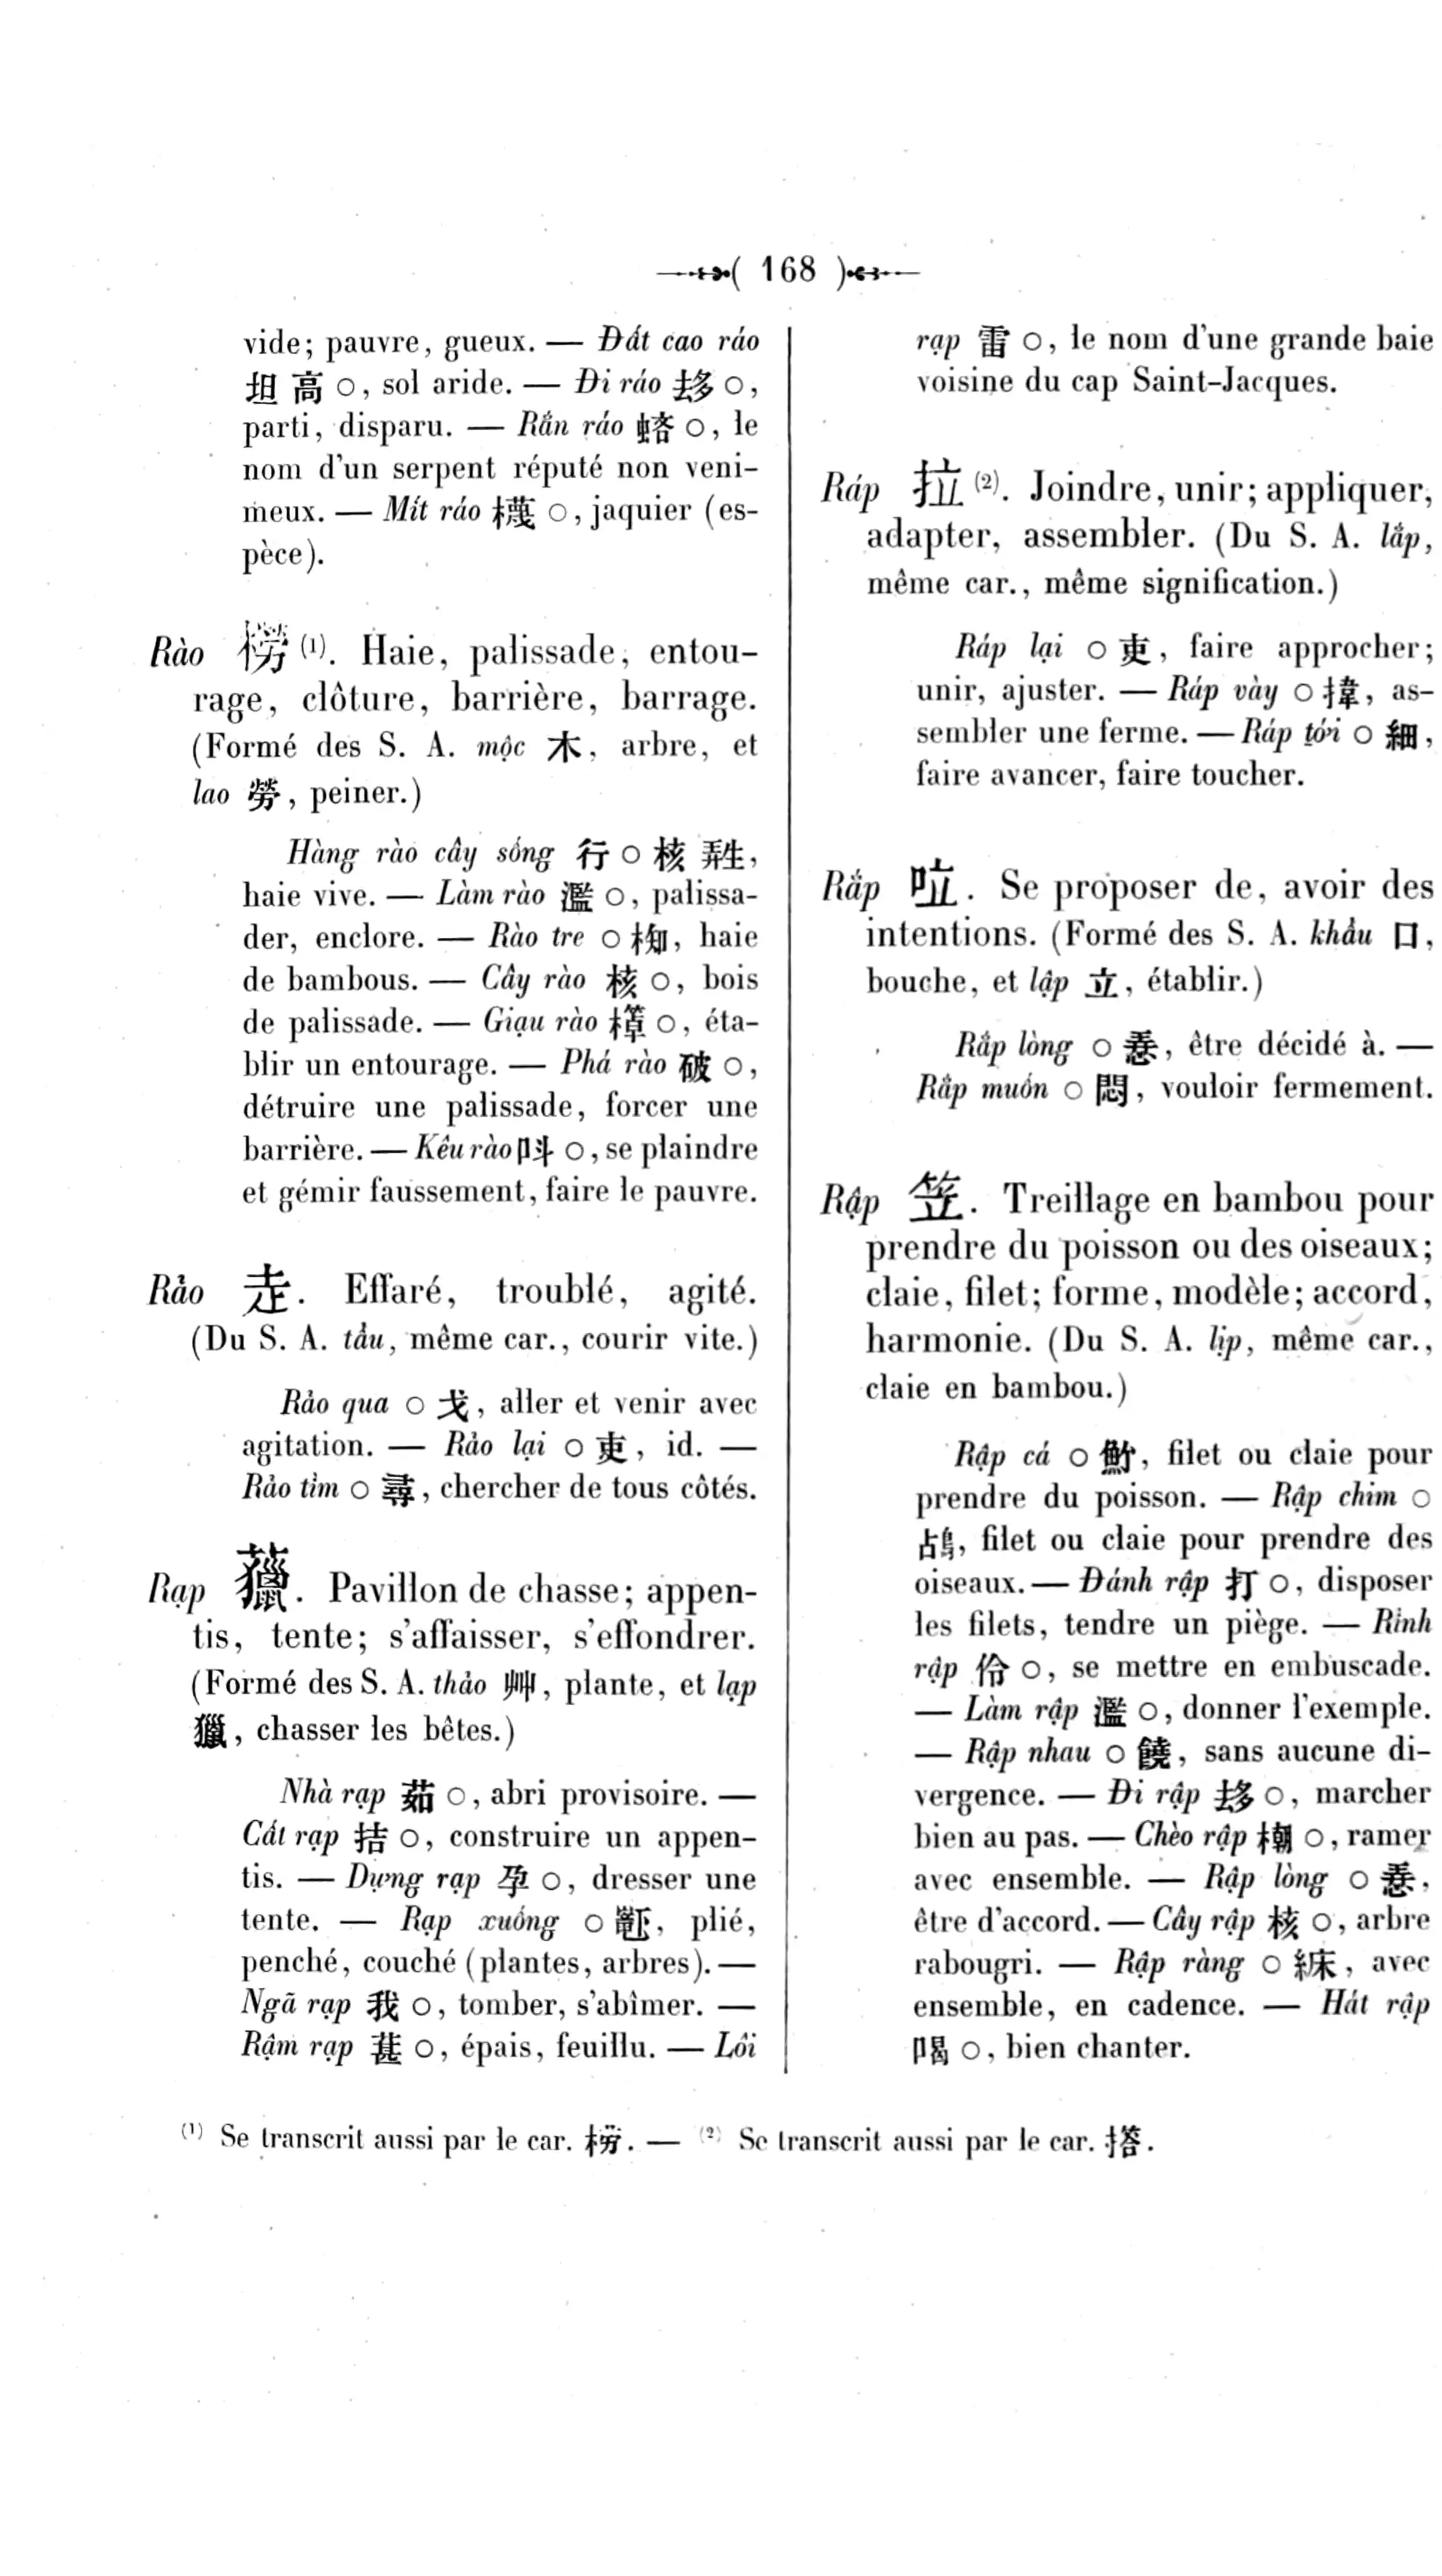 ( 168 )
vide; pauvre, gueux. — Đất cao ráo
坦 高 ○, sol aride. — Đi ráo 𠫾 ○,
parti, disparu. — Rắn ráo ○, le
nom d'un serpent réputé non veni-
meux. — Mít ráo ○, jaquier (es-
pèce).
Rào 橯 (1). Haie, palissade, entou-
rage, clôture, barrière, barrage.
(Formé des S. A. mộc 木, arbre, et
lao 勞, peiner.)
Hàng rào cây sống 行 ○ 核 𤯩,
haie vive. — Làm rào 濫 ○, palissa-
der, enclore. — Rào tre ○ 椥, haie
de bambous. — Cây rào 核 ○, bois
de palissade. — Giạu rào ○, éta-
blir un entourage. — Phá rào 破 ○,
détruire une palissade, forcer une
barrière. — Kêu rào 呌 ○, se plaindre
et gémir faussement, faire le pauvre.
Rảo 走. Effaré, troublé, agité.
(Du S. A. tẩu, même car., courir vite.)
Rảo qua ○ 戈, aller et venir avec
agitation. — Rảo lại ○ 吏, id. —
Rảo tìm ○ 尋, chercher de tous côtés.
Rạp. Pavillon de chasse; appen-
tis, tente; s'affaisser, s'effondrer.
(Formé des S. A. thảo 艸, plante, et lạp
獵, chasser les bêtes.)
Nhà rạp 茹 ○, abri provisoire. —
Cất rạp 拮 ○, construire un appen-
tis. — Dựng rạp 孕 ○, dresser une
tente. — Rạp xuống ○, plié,
penché, couché (plantes, arbres). —
Ngã rạp 我 ○, tomber, s'abîmer. —
Rậm rạp 葚 ○, épais, feuillu. — Lôi
rạp 雷 ○, le nom d'une grande baie
voisine du cap Saint-Jacques.
Ráp 拉 (2). Joindre, unir; appliquer,
adapter, assembler. (Du S. A. lắp,
même car., même signification.)
Ráp lại ○ 吏, faire approcher;
unir, ajuster. — Ráp vày ○ 撎, as-
sembler une ferme. — Ráp tới ○ 細,
faire avancer, faire toucher.
Rắp 啦. Se proposer de, avoir des
intentions. (Formé des S. A. khẩu 口,
bouche, et lập 立, établir.)
Rắp lòng ○ 𢚸, être décidé à. —
Rắp muốn ○ 悶, vouloir fermement.
Rập 笠. Treillage en bambou pour
prendre du poisson ou des oiseaux;
claie, filet; forme, modèle; accord,
harmonie. (Du S. A. lịp, même car.,
claie en bambou.)
Rập cá ○ 𩵜, filet ou claie pour
prendre du poisson. — Rập chim ○
𪀄, filet ou claie pour prendre des
oiseaux. — Đánh rập 打 ○, disposer
les filets, tendre un piège. — Rình
rập 伶 ○, se mettre en embuscade.
— Làm rập 濫 ○, donner l'exemple.
— Rập nhau ○ 饒, sans aucune di-
vergence. — Đi rập 𠫾 ○, marcher
bien au pas. — Chèo rập ○, ramer
avec ensemble. — Rập lòng ○ 𢚸,
être d'accord. — Cây rập 核 ○, arbre
rabougri. — Rập ràng ○, avec
ensemble, en cadence. — Hát rập
喝 ○, bien chanter.
(1) Se transcrit aussi par le car. — (2) Se transcrit aussi par le car. 搭.